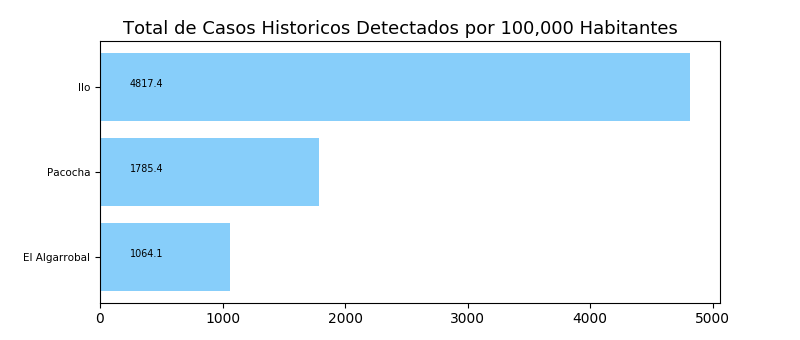 Total de Casos Historicos Detectados por 100,000 Habitantes
Ilo
4817.4
Pacocha
1785.4
El Algarrobal
1064.1
0 1000 2000 3000 4000 5000